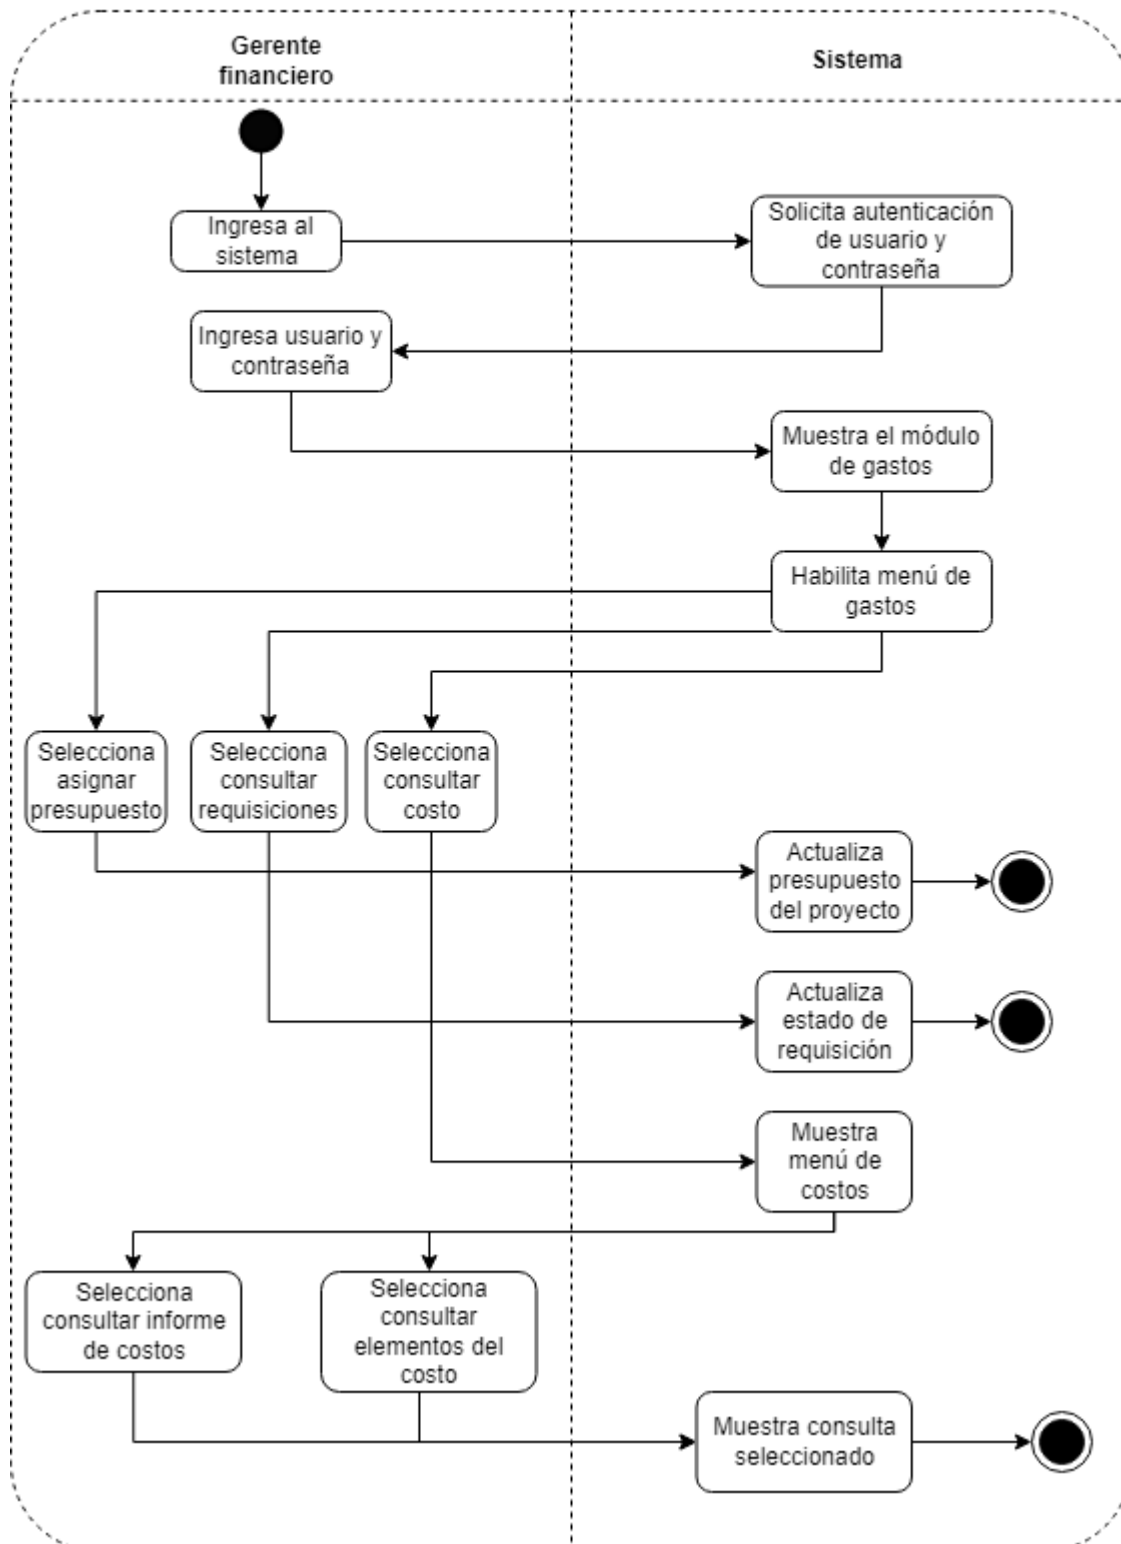 Gerente
financiero
Sistema
Ingresa al
sistema
Solicita autenticación
de usuario y
contraseña
Ingresa usuario y
contraseña
Muestra el módulo
de gastos
Habilita menú de
gastos
Selecciona
asignar
presupuesto
Selecciona
consultar
requisiciones
Selecciona
consultar
costo
Actualiza
presupuesto
del proyecto
Actualiza
estado de
requisición
Muestra
menú de
costos
Selecciona
consultar informe
de costos
Selecciona
consultar
elementos del
costo
Muestra consulta
seleccionado